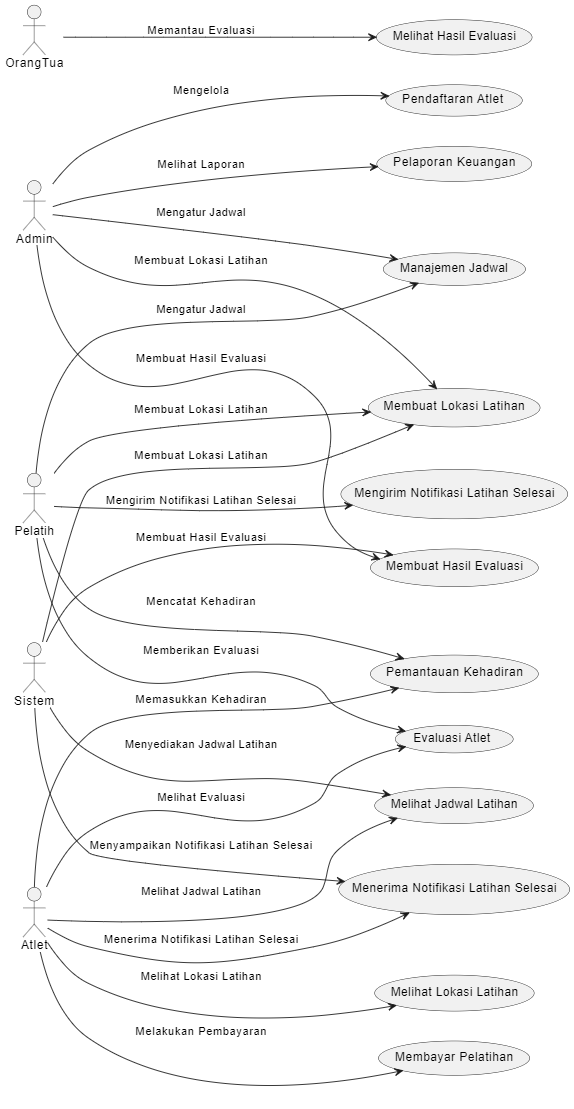 Memantau Evaluasi
Melihat Hasil Evaluasi
OrangTua
Mengelola
Pendaftaran Atlet
Melihat Laporan
Pelaporan Keuangan
Mengatur Jadwal
Admin
Membuat Lokasi Latihan
Manajemen Jadwal
Mengatur Jadwal
Membuat Hasil Evaluasi
Membuat Lokasi Latihan
Membuat Lokasi Latihan
Membuat Lokasi Latihan
Mengirim Notifikasi Latihan Selesai
Mengirim Notifikasi Latihan Selesai
Pelatih
Membuat Hasil Evaluasi
Membuat Hasil Evaluasi
Mencatat Kehadiran
Memberikan Evaluasi
Pemantauan Kehadiran
Sistem
Memasukkan Kehadiran
Evaluasi Atlet
Menyediakan Jadwal Latihan
Melihat Evaluasi
Melihat Jadwal Latihan
Menyampaikan Notifikasi Latihan Selesai
Melihat Jadwal Latihan
Menerima Notifikasi Latihan Selesai
Atlet
Menerima Notifikasi Latihan Selesai
Melihat Lokasi Latihan
Melihat Lokasi Latihan
Melakukan Pembayaran
Membayar Pelatihan